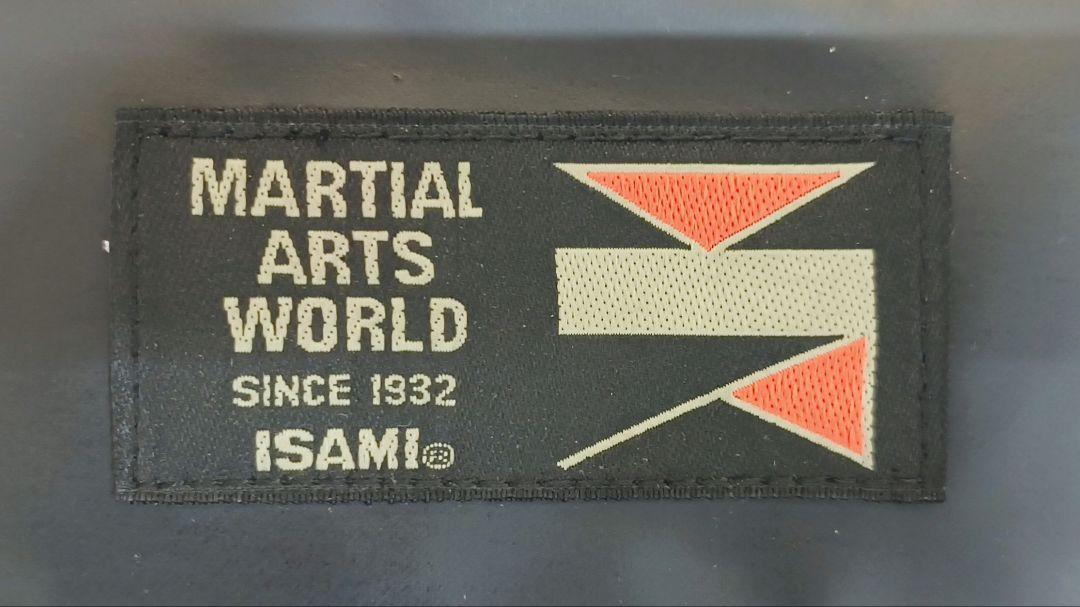 MARTIAL
ARTS
WORLD
SINCE 1932
ISAMI®